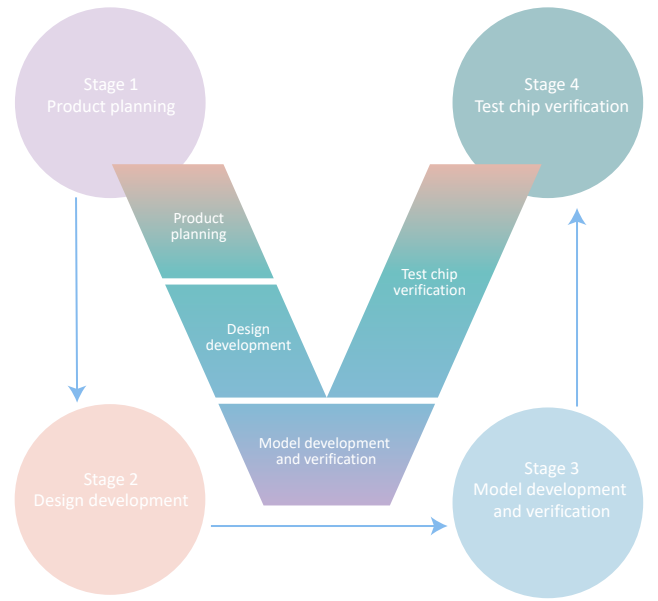 Stage 1
Product planning
Stage 4
Test chip verification
Product
planning
Test chip
verification
Design
development
Model development
and verification
Stage 2
Design development
Stage 3
Model development
and verification